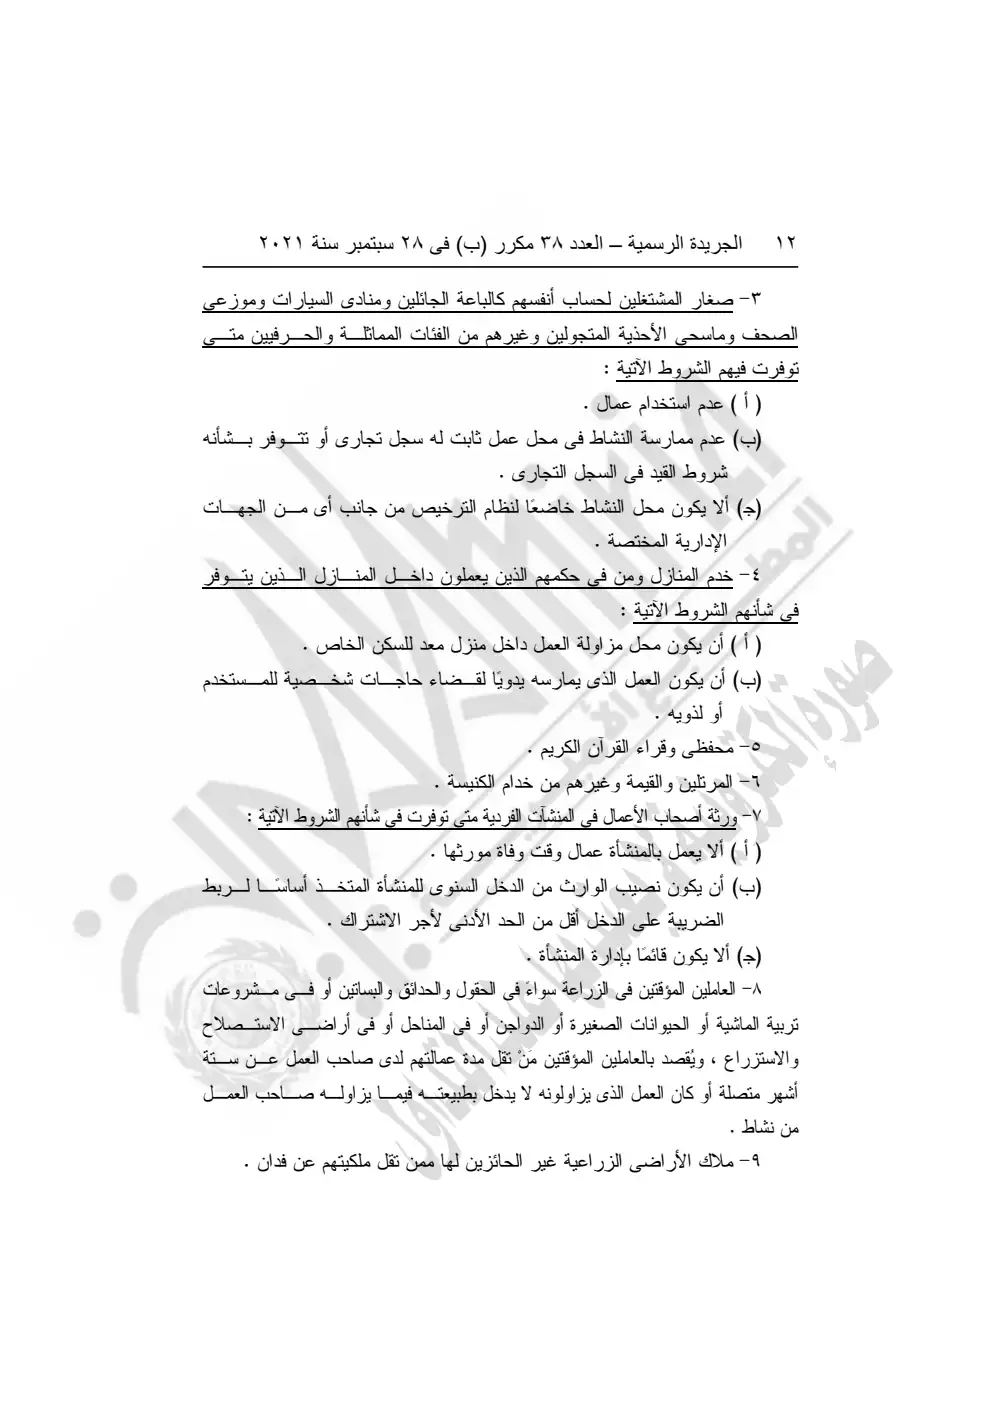 ١٢ الجريدة الرسمية – العدد ٣٨ مكرر (ب) فى ٢٨ سبتمبر سنة ٢٠٢١
٣- صغار المشتغلين لحساب أنفسهم كالباعة الجائلين ومنادى السيارات وموزعى
الصحف وماسحى الأحذية المتجولين وغيرهم من الفئات المماثلة والحرفيين متى
توفرت فيهم الشروط الآتية :
( أ ) عدم استخدام عمال .
(ب) عدم ممارسة النشاط فى محل عمل ثابت له سجل تجارى أو تتوفر بشأنه
شروط القيد فى السجل التجارى .
(ج) ألا يكون محل النشاط خاضعًا لنظام الترخيص من جانب أى من الجهات
الإدارية المختصة .
٤- خدم المنازل ومن فى حكمهم الذين يعملون داخل المنازل الذين يتوفر
فى شأنهم الشروط الآتية :
( أ ) أن يكون محل مزاولة العمل داخل منزل معد للسكن الخاص .
(ب) أن يكون العمل الذى يمارسه يدويًا لقضاء حاجات شخصية للمستخدم
أو لذويه .
٥- محفظى وقراء القرآن الكريم .
٦- المرتلين والقيمة وغيرهم من خدام الكنيسة .
٧- ورثة أصحاب الأعمال فى المنشآت الفردية متى توفرت فى شأنهم الشروط الآتية :
( أ ) ألا يعمل بالمنشأة عمال وقت وفاة مورثها .
(ب) أن يكون نصيب الوارث من الدخل السنوى للمنشأة المتخذ أساسًا لربط
الضريبة على الدخل أقل من الحد الأدنى لأجر الاشتراك .
(ج) ألا يكون قائمًا بإدارة المنشأة .
٨- العاملين المؤقتين فى الزراعة سواءً فى الحقول والحدائق والبساتين أو فى مشروعات
تربية الماشية أو الحيوانات الصغيرة أو الدواجن أو فى المناحل أو فى أراضى الاستصلاح
والاستزراع ، ويُقصد بالعاملين المؤقتين مَنْ تقل مدة عمالتهم لدى صاحب العمل عن ستة
أشهر متصلة أو كان العمل الذى يزاولونه لا يدخل بطبيعته فيما يزاوله صاحب العمل
من نشاط .
٩- ملاك الأراضى الزراعية غير الحائزين لها ممن تقل ملكيتهم عن فدان .